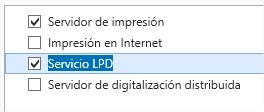 Servidor de impresión
Impresión en Internet
Servicio LPD
Servidor de digitalización distribuida